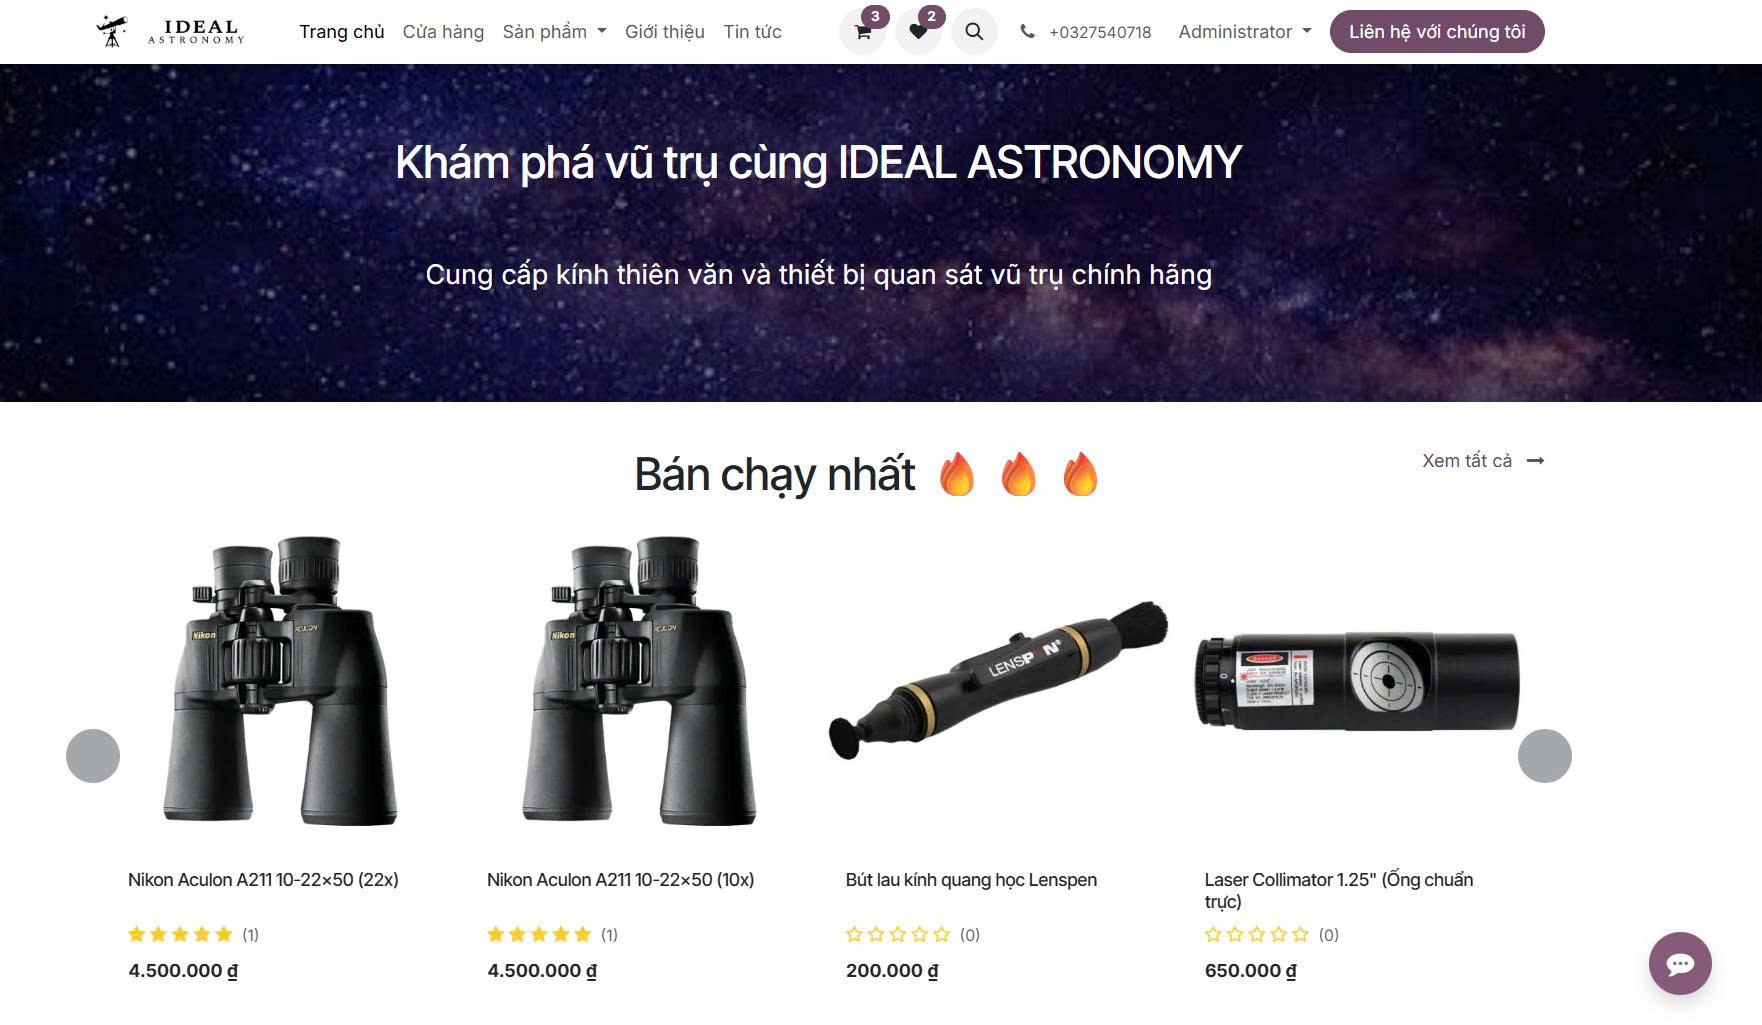 IDEAL
ASTRONOMY
Trang chủ
Cửa hàng
Sản phẩm
Giới thiệu
Tin tức
3
2
+0327540718
Administrator
Liên hệ với chúng tôi
Khám phá vũ trụ cùng IDEAL ASTRONOMY
Cung cấp kính thiên văn và thiết bị quan sát vũ trụ chính hãng
Bán chạy nhất 🔥 🔥 🔥
Xem tất cả
Nikon
ACULON
Nikon
ACULON
LENSPEN®
DANGER
Nikon Aculon A211 10-22×50 (22x)
(1)
4.500.000 ₫
Nikon Aculon A211 10-22×50 (10x)
(1)
4.500.000 ₫
Bút lau kính quang học Lenspen
(0)
200.000 ₫
Laser Collimator 1.25" (Ống chuẩn
trực)
(0)
650.000 ₫